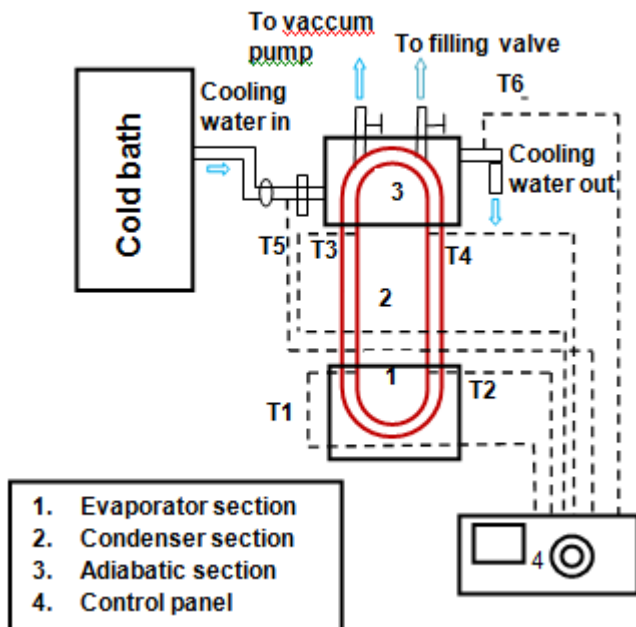 To vaccum
pump
To filling valve
T6
Cooling
water in
Cooling
water out
Cold bath
3
T5
T3
T4
2
1
T1
T2
4
1. Evaporator section
2. Condenser section
3. Adiabatic section
4. Control panel